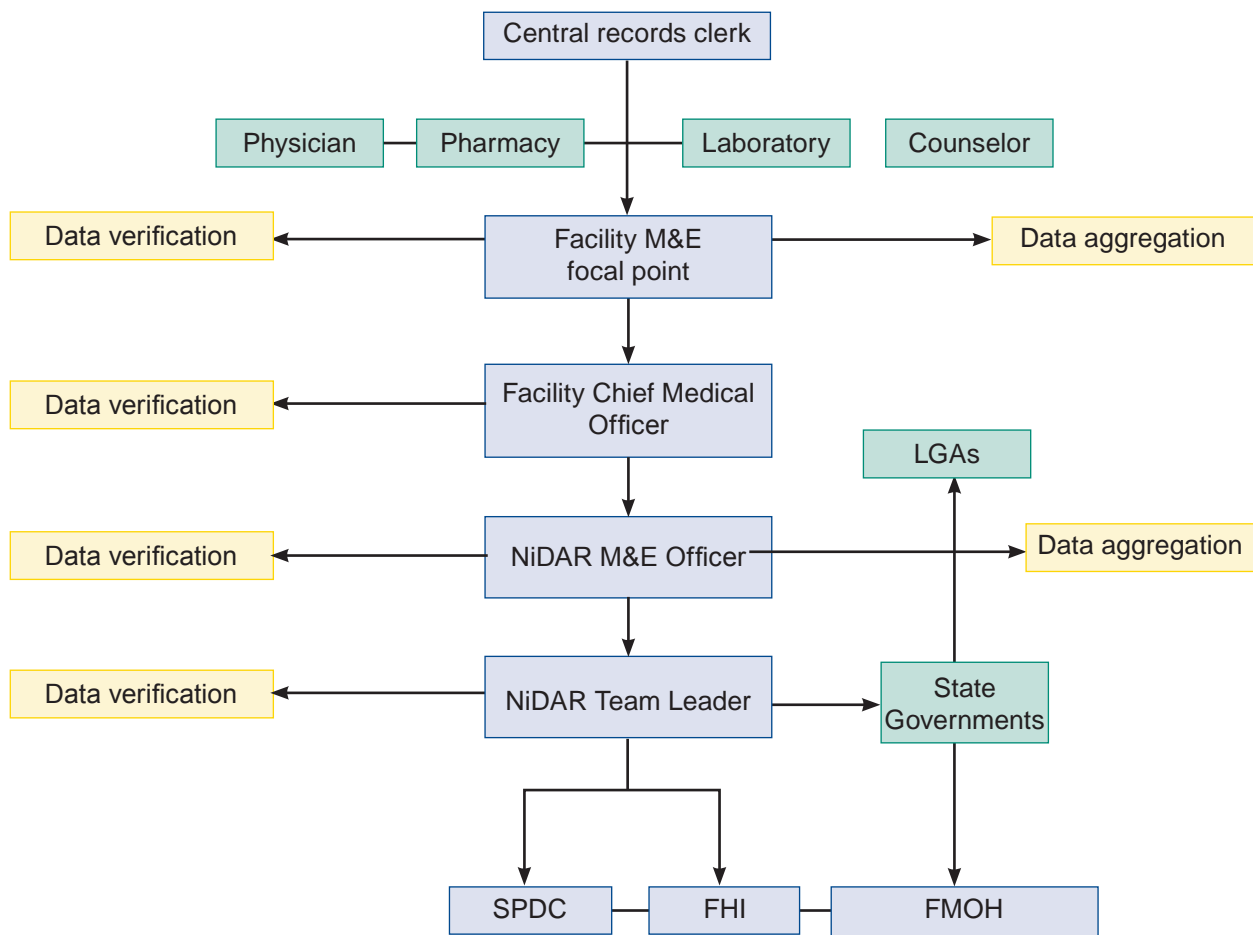 Central records clerk
Physician
Pharmacy
Laboratory
Counselor
Data verification
Facility M&E
focal point
Data aggregation
Data verification
Facility Chief Medical
Officer
LGAs
Data verification
NiDAR M&E Officer
Data aggregation
Data verification
NiDAR Team Leader
State
Governments
SPDC
FHI
FMOH